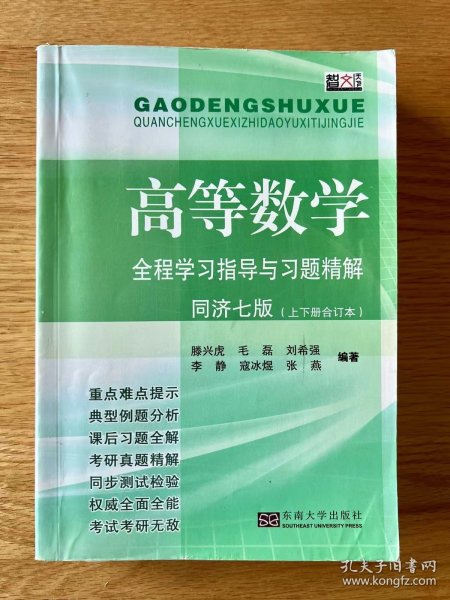 智文天地
GAODENGSHUXUE
QUANCHENGXUEXIZHIDAOYUXITIJINGJIE
高等数学
全程学习指导与习题精解
同济七版（上下册合订本）
滕兴虎 毛磊 刘希强
李静 寇冰煜 张燕 编著
重点难点提示
典型例题分析
课后习题全解
考研真题精解
同步测试检验
权威全面全能
考试考研无敌
东南大学出版社
SOUTHEAST UNIVERSITY PRESS
孔夫子旧书网
www.kongfz.com